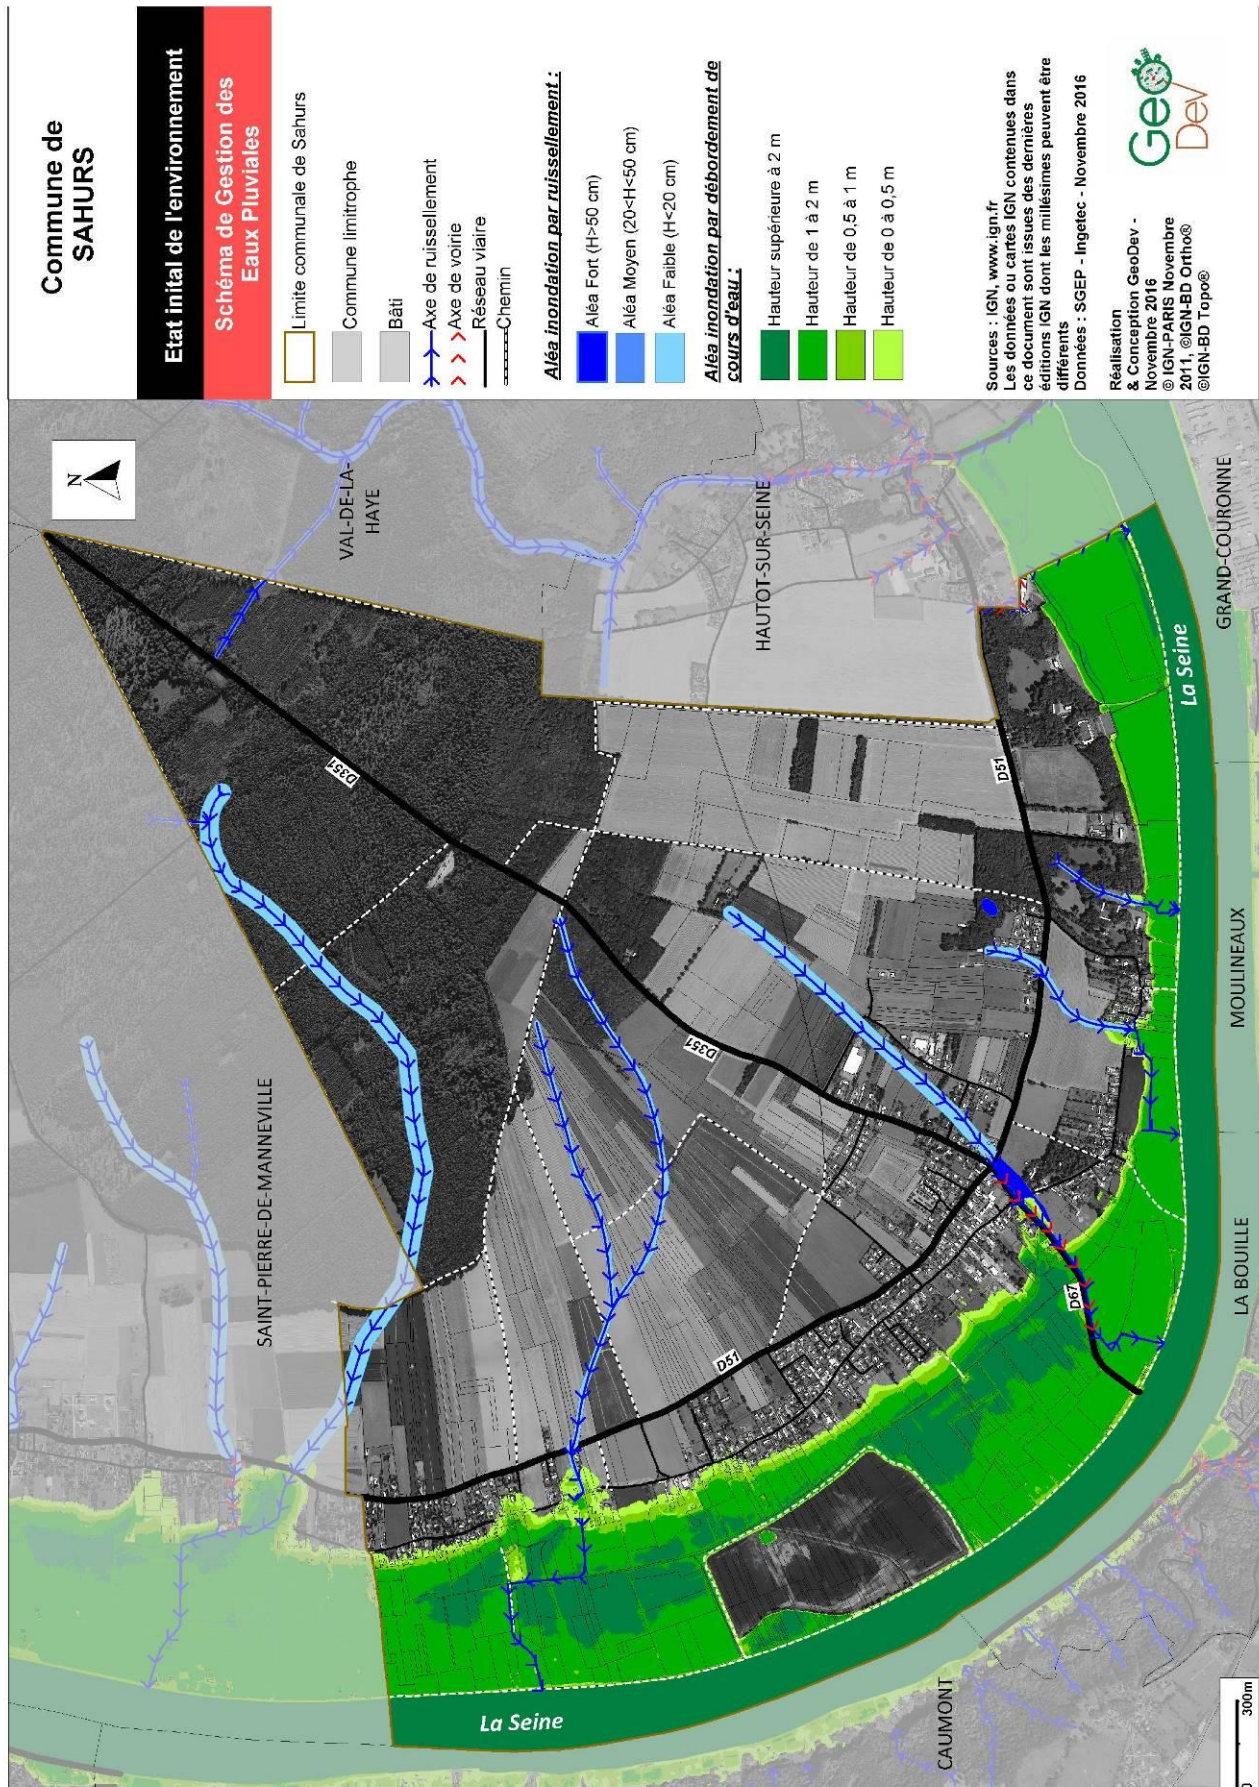 Commune de
SAHURS
Etat inital de l'environnement
Schéma de Gestion des
Eaux Pluviales
Limite communale de Sahurs
Commune limitrophe
Bâti
Axe de ruissellement
Axe de voirie
Réseau viaire
Chemin
Aléa inondation par ruissellement :
Aléa Fort (H>50 cm)
Aléa Moyen (20<H<50 cm)
Aléa Faible (H<20 cm)
Aléa inondation par débordement de
cours d'eau :
Hauteur supérieure à 2 m
Hauteur de 1 à 2 m
Hauteur de 0,5 à 1 m
Hauteur de 0 à 0,5 m
Sources : IGN, www.ign.fr
Les données ou cartes IGN contenues dans
ce document sont issues des dernières
éditions IGN dont les millésimes peuvent être
différents
Données : SGEP - Ingetec - Novembre 2016
Réalisation
& Conception GeoDev -
Novembre 2016
© IGN-PARIS Novembre
2011, ©IGN-BD Ortho®
©IGN-BD Topo®
Geo
Dev
N
VAL-DE-LA-
HAYE
HAUTOT-SUR-SEINE
GRAND-COURONNE
La Seine
D351
D51
SAINT-PIERRE-DE-MANNEVILLE
D351
MOULINEAUX
D51
D67
LA BOUILLE
La Seine
CAUMONT
300m